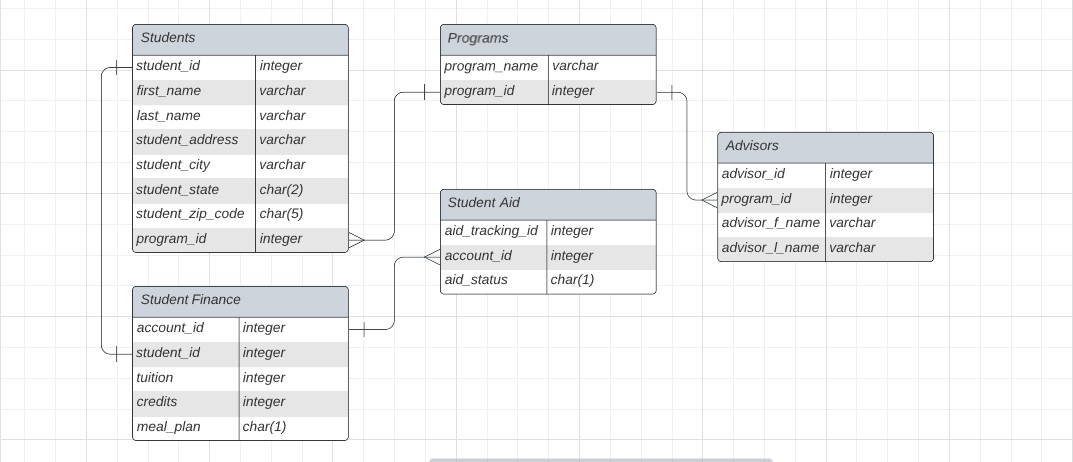 Students
student_id integer
first_name varchar
last_name varchar
student_address varchar
student_city varchar
student_state char(2)
student_zip_code char(5)
program_id integer
Programs
program_name varchar
program_id integer
Advisors
advisor_id integer
program_id integer
advisor_f_name varchar
advisor_l_name varchar
Student Aid
aid_tracking_id integer
account_id integer
aid_status char(1)
Student Finance
account_id integer
student_id integer
tuition integer
credits integer
meal_plan char(1)